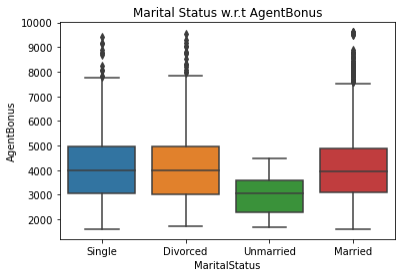 Marital Status w.r.t AgentBonus
10000
9000
8000
7000
6000
5000
4000
3000
2000
AgentBonus
Single Divorced Unmarried Married
MaritalStatus